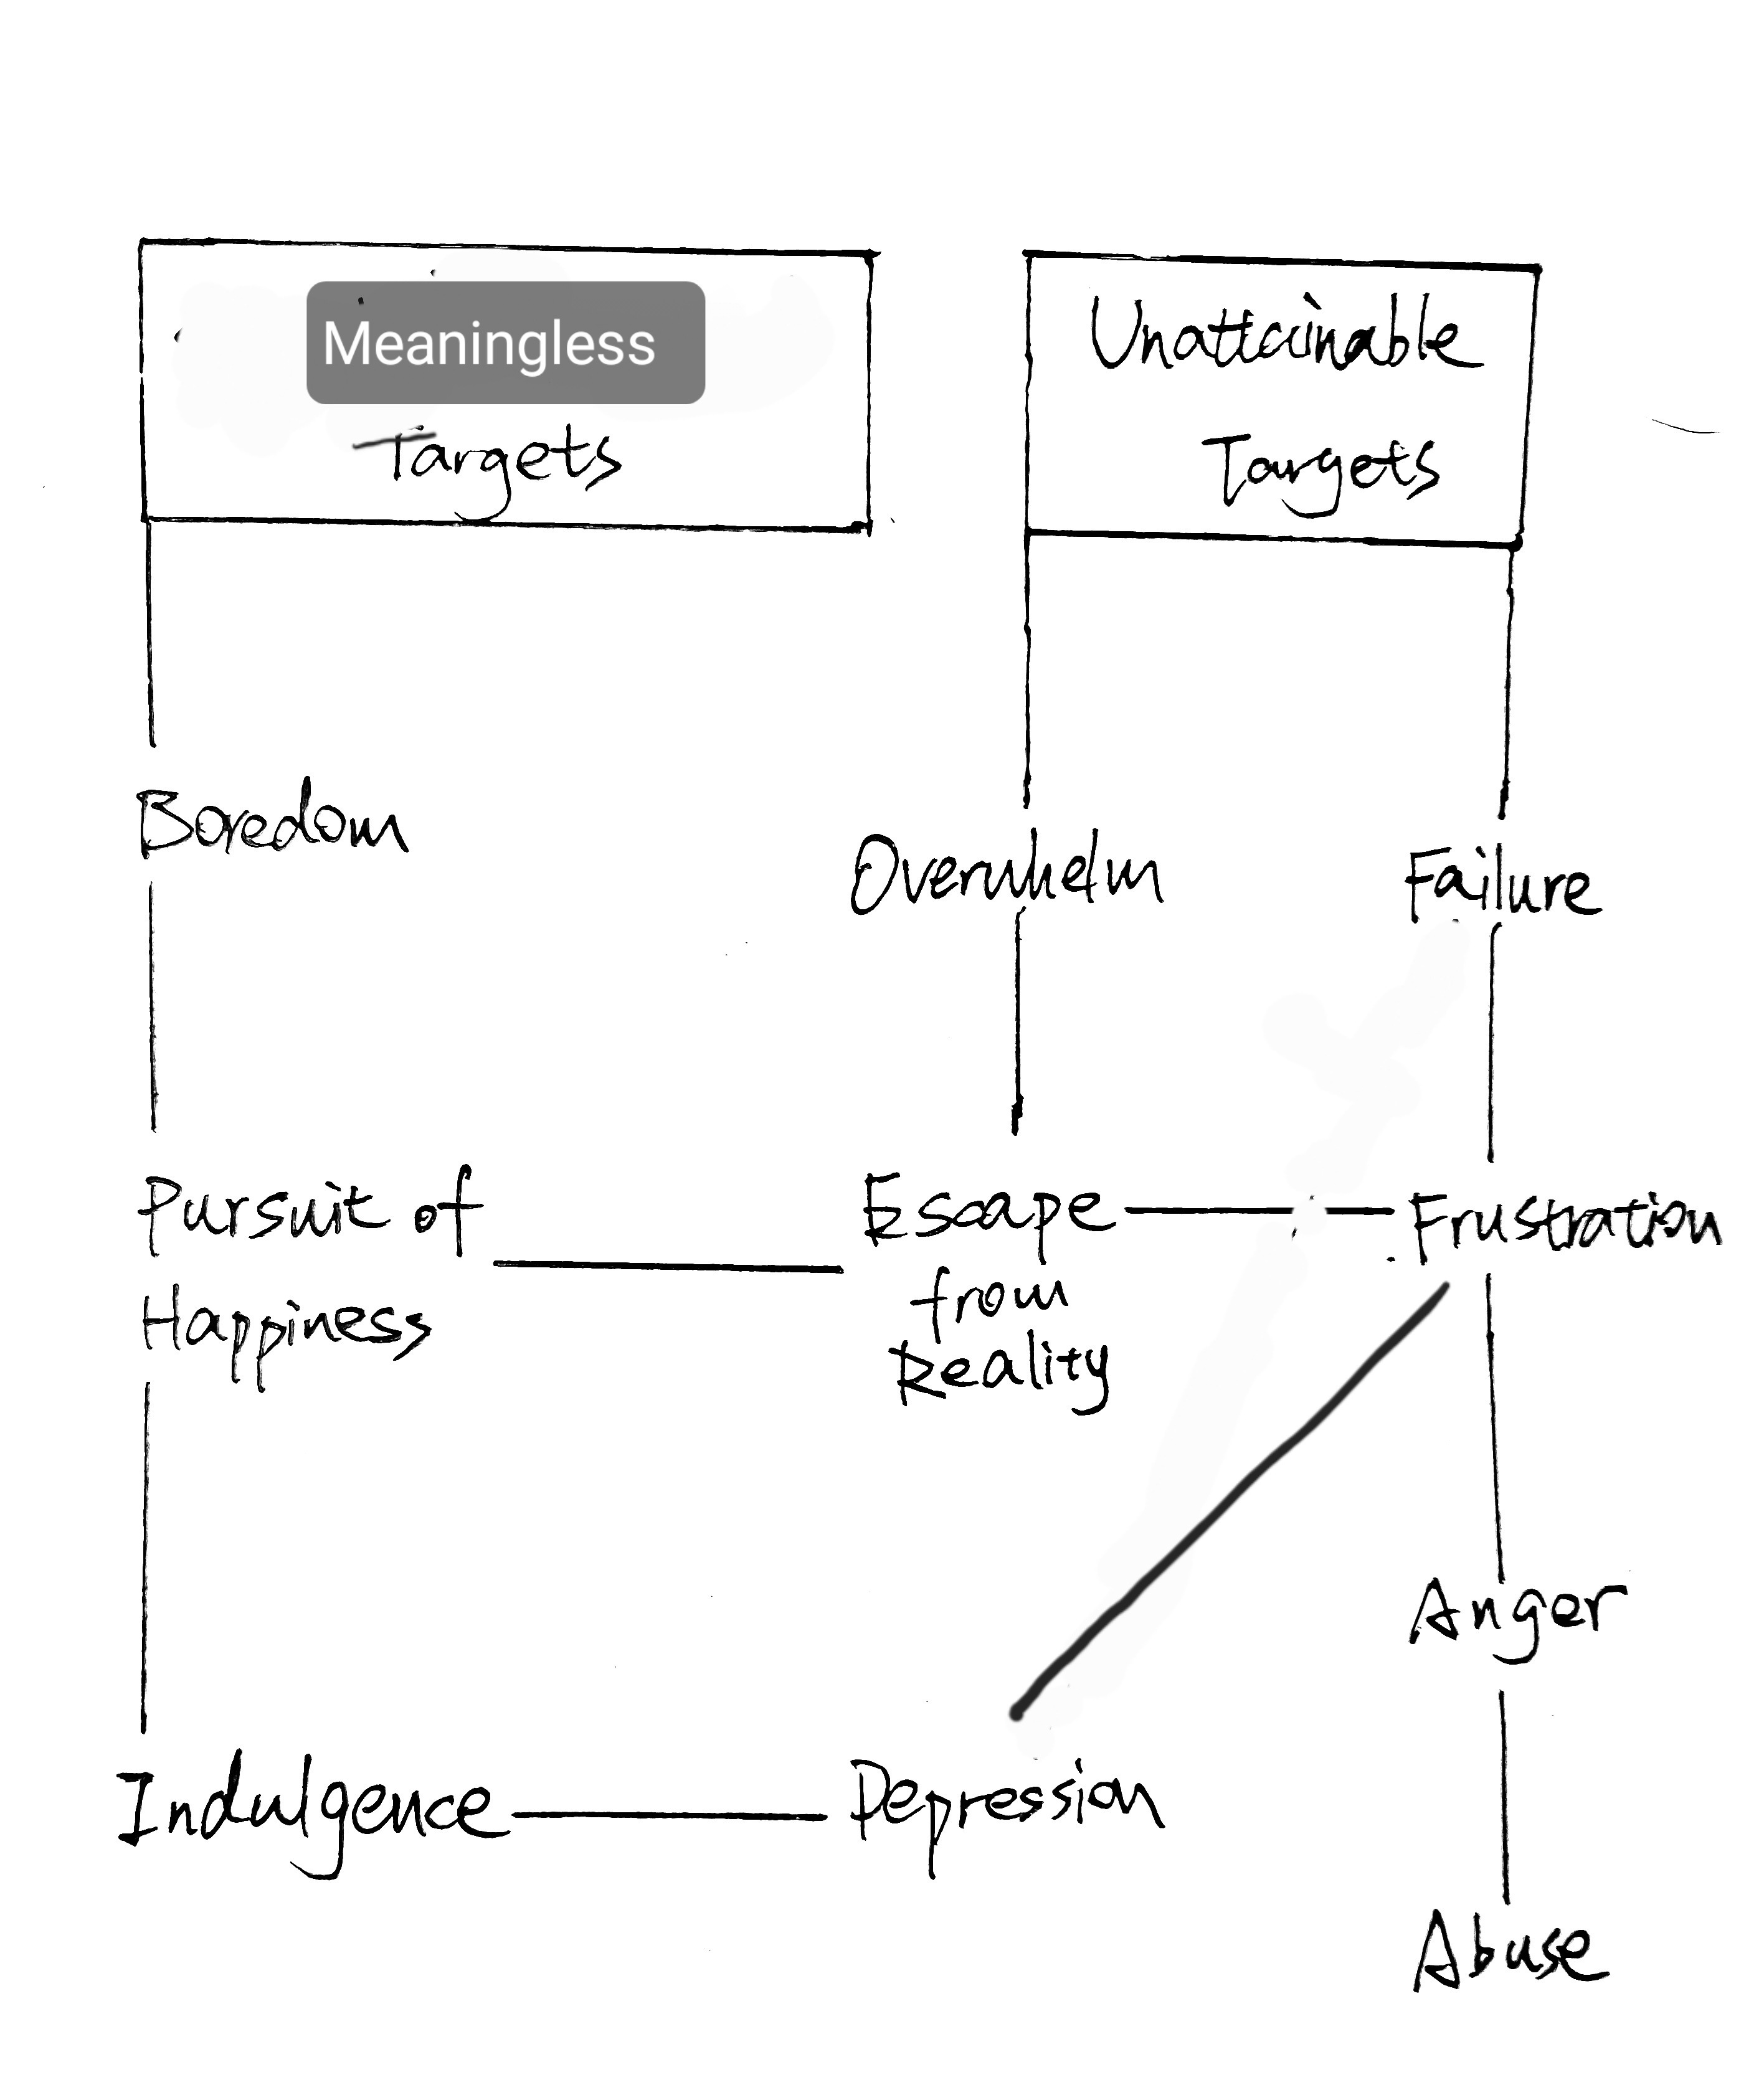 Meaningless
Targets
Unattainable
Targets
Boredom
Overwhelm
Failure
Pursuit of
Happiness
Escape
from
Reality
Frustration
Anger
Indulgence
Depression
Abuse